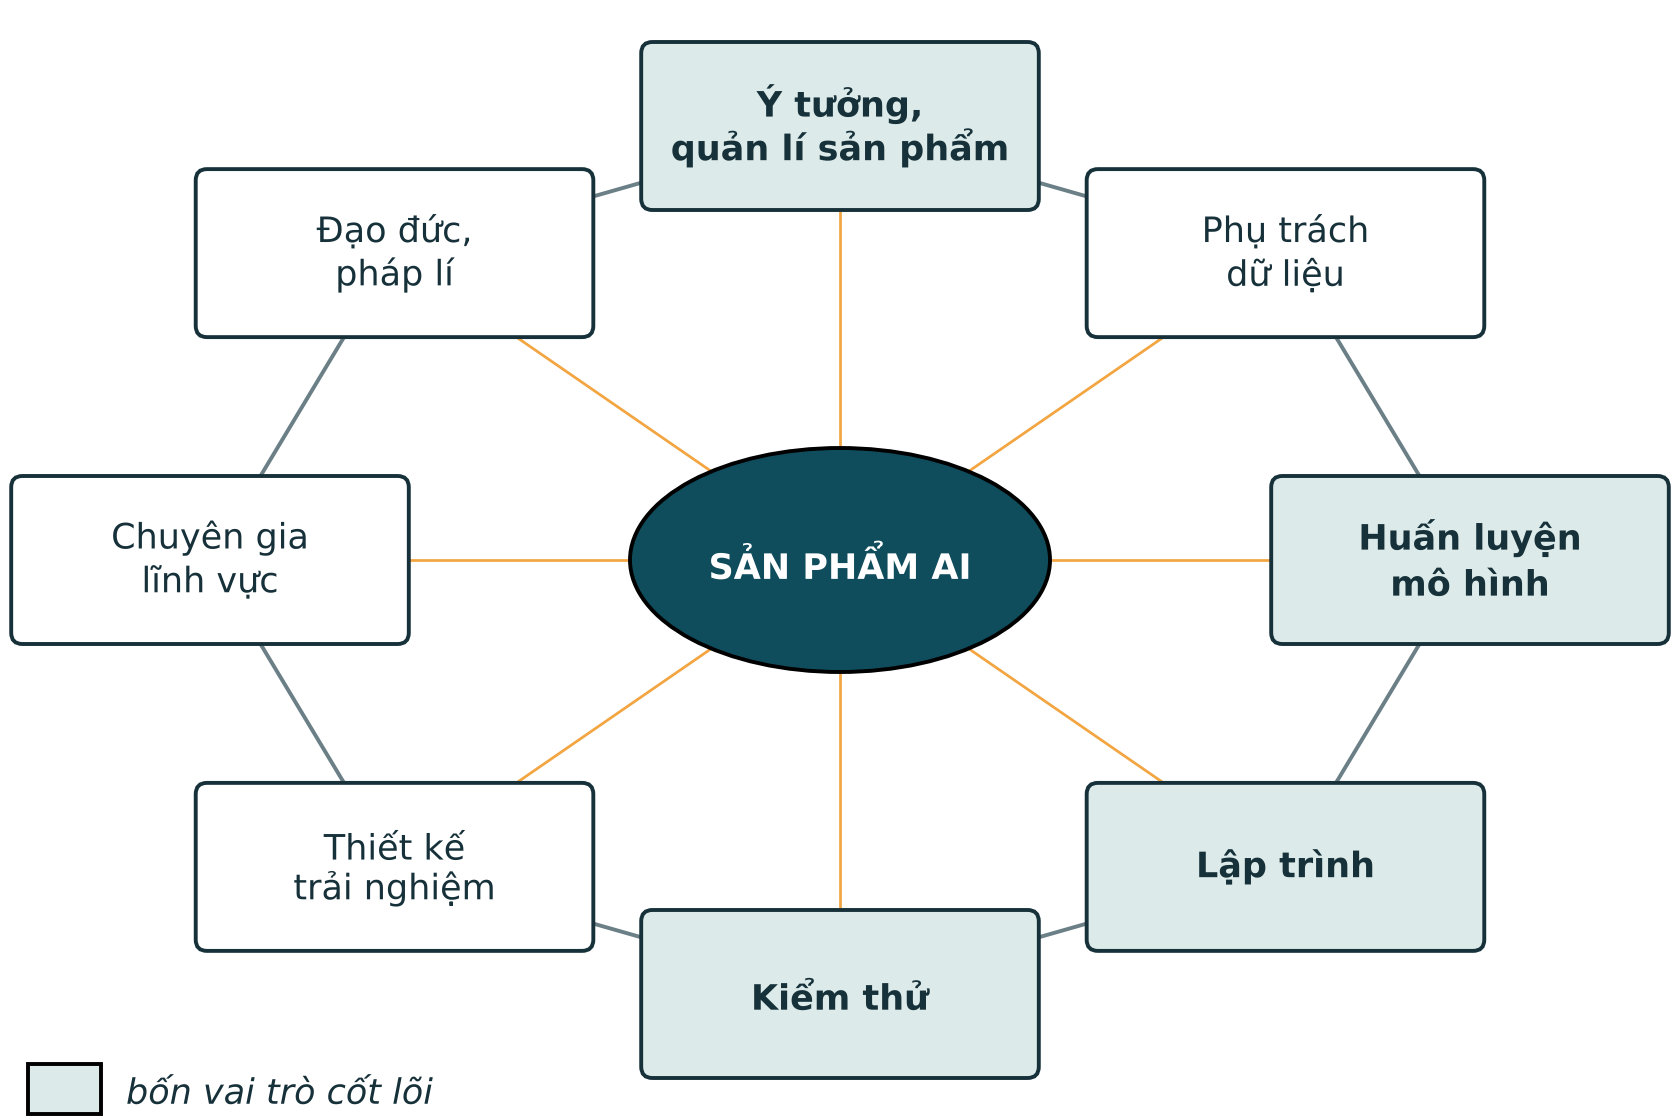 Ý tưởng,
quản lí sản phẩm
Đạo đức,
pháp lí
Phụ trách
dữ liệu
Chuyên gia
lĩnh vực
SẢN PHẨM AI
Huấn luyện
mô hình
Thiết kế
trải nghiệm
Lập trình
Kiểm thử
bốn vai trò cốt lõi